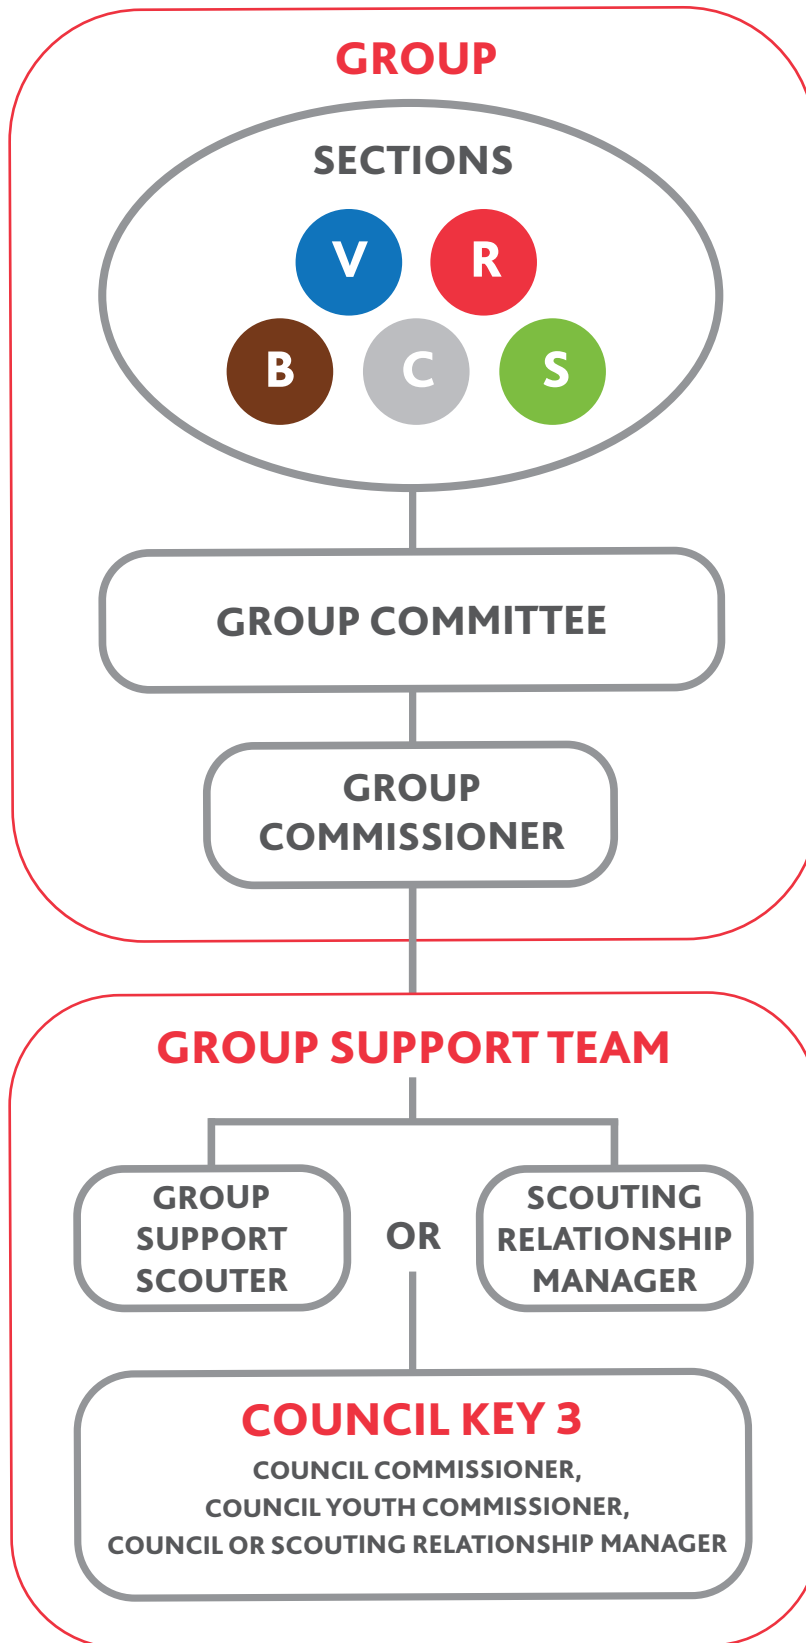 GROUP
SECTIONS
V R
B C S
GROUP COMMITTEE
GROUP
COMMISSIONER
GROUP SUPPORT TEAM
GROUP
SUPPORT
SCOUTER
OR
SCOUTING
RELATIONSHIP
MANAGER
COUNCIL KEY 3
COUNCIL COMMISSIONER,
COUNCIL YOUTH COMMISSIONER,
COUNCIL OR SCOUTING RELATIONSHIP MANAGER